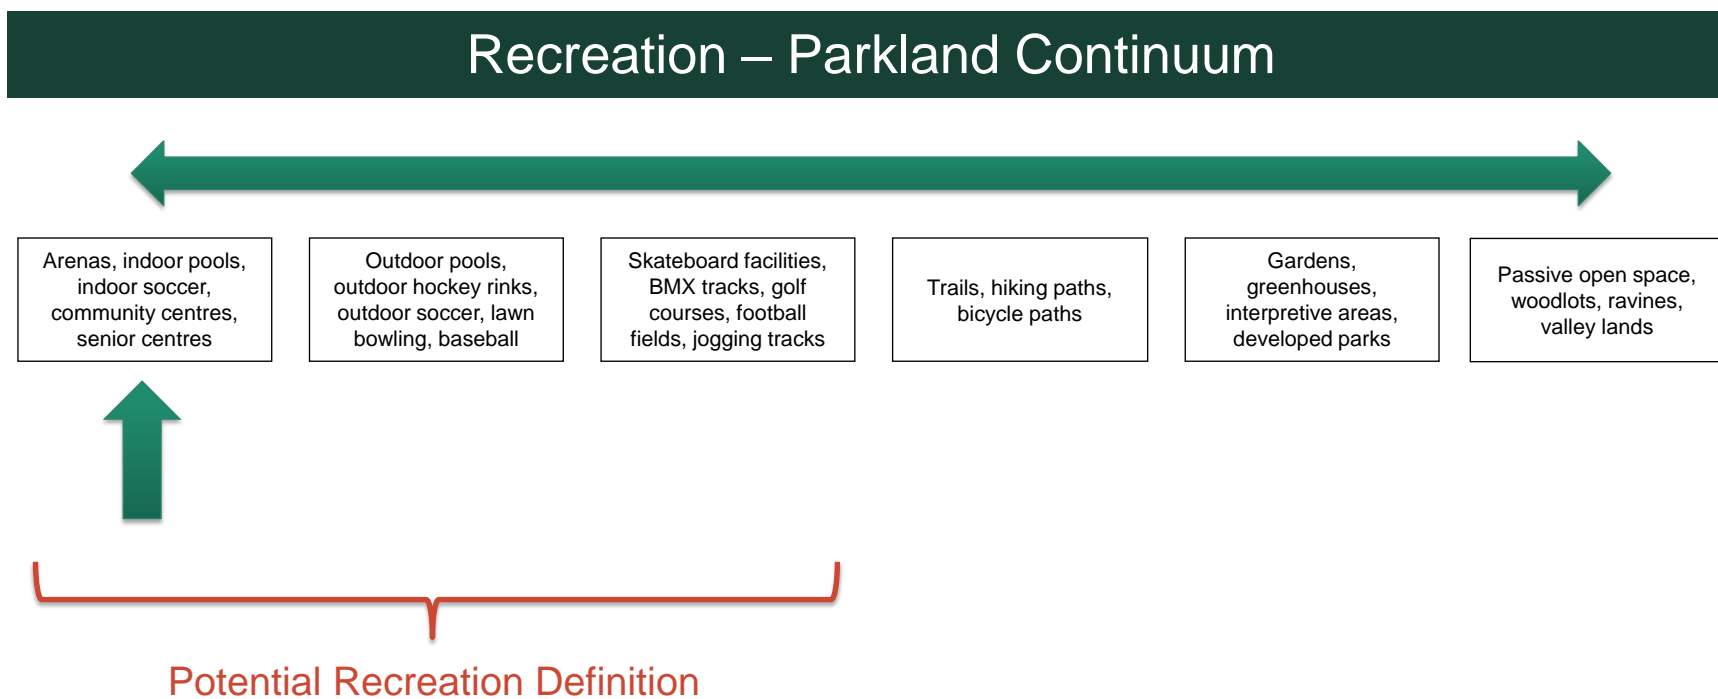 Recreation – Parkland Continuum
Arenas, indoor pools,
indoor soccer,
community centres,
senior centres
Outdoor pools,
outdoor hockey rinks,
outdoor soccer, lawn
bowling, baseball
Skateboard facilities,
BMX tracks, golf
courses, football
fields, jogging tracks
Trails, hiking paths,
bicycle paths
Gardens,
greenhouses,
interpretive areas,
developed parks
Passive open space,
woodlots, ravines,
valley lands
Potential Recreation Definition